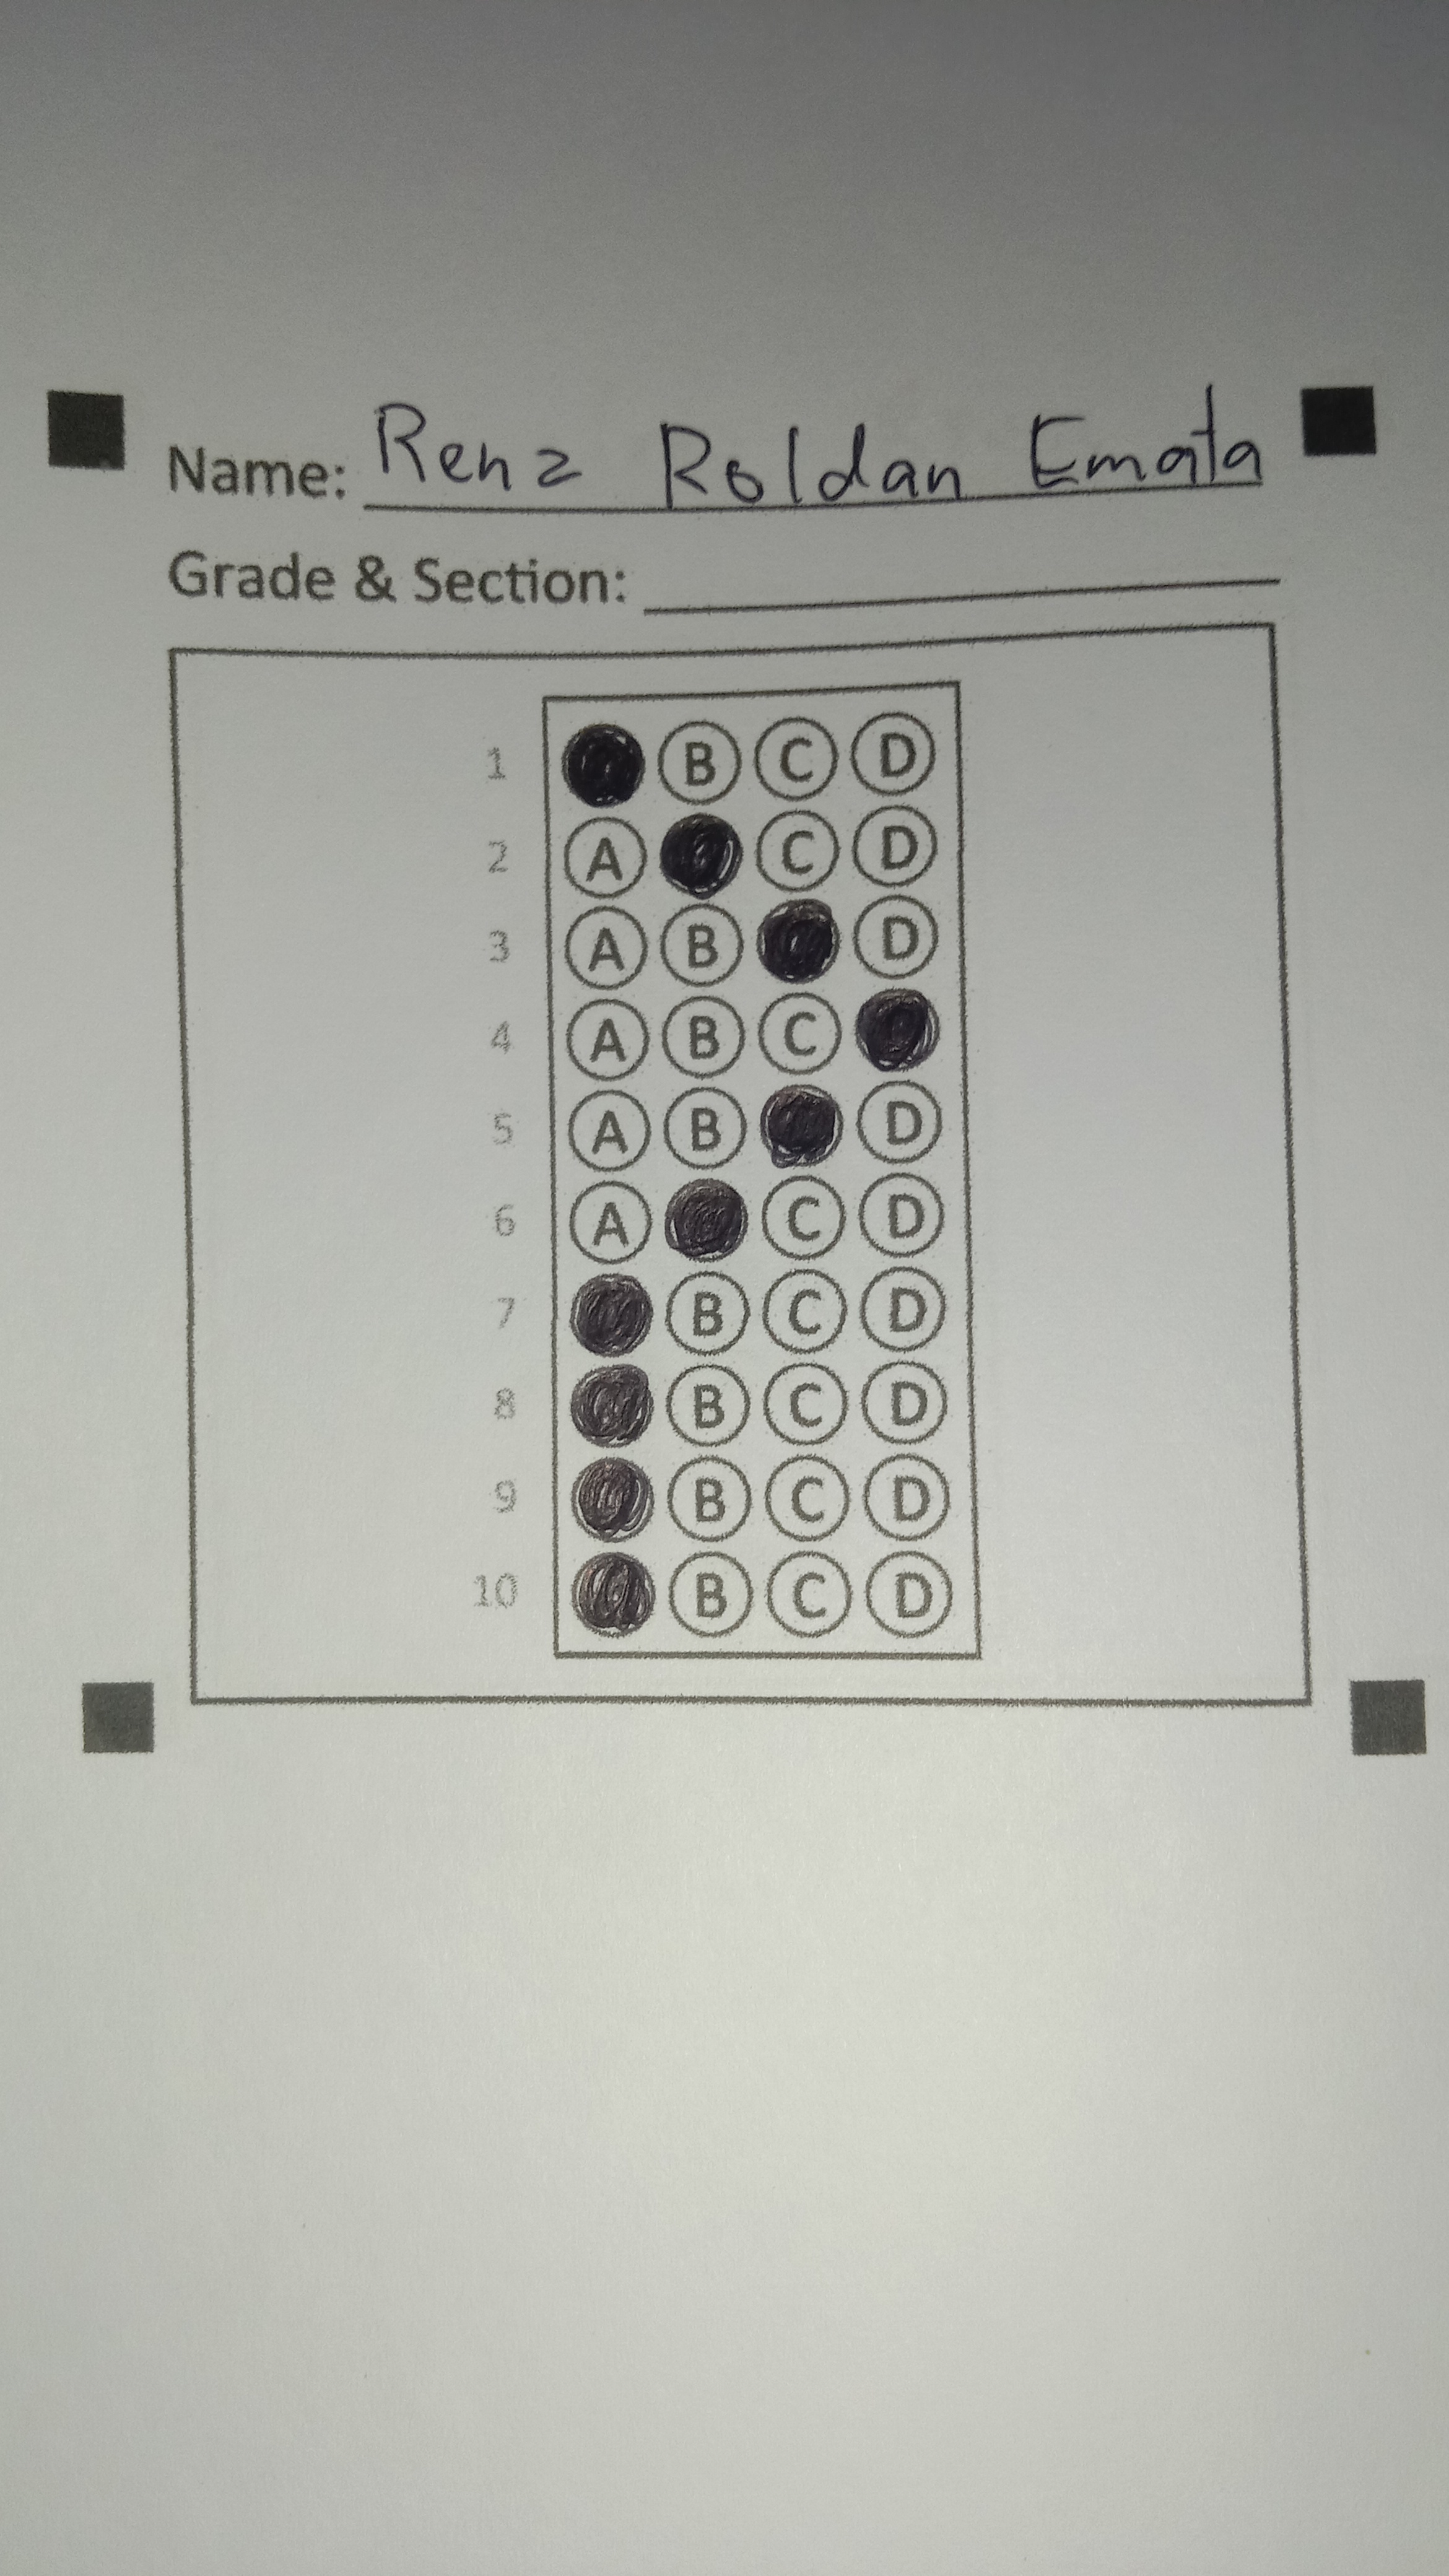 Name: Renz Roldan Emata
Grade & Section:
1 B C D
2 A C D
3 A B D
4 A B C
5 A B D
6 A C D
7 B C D
8 B C D
9 B C D
10 B C D